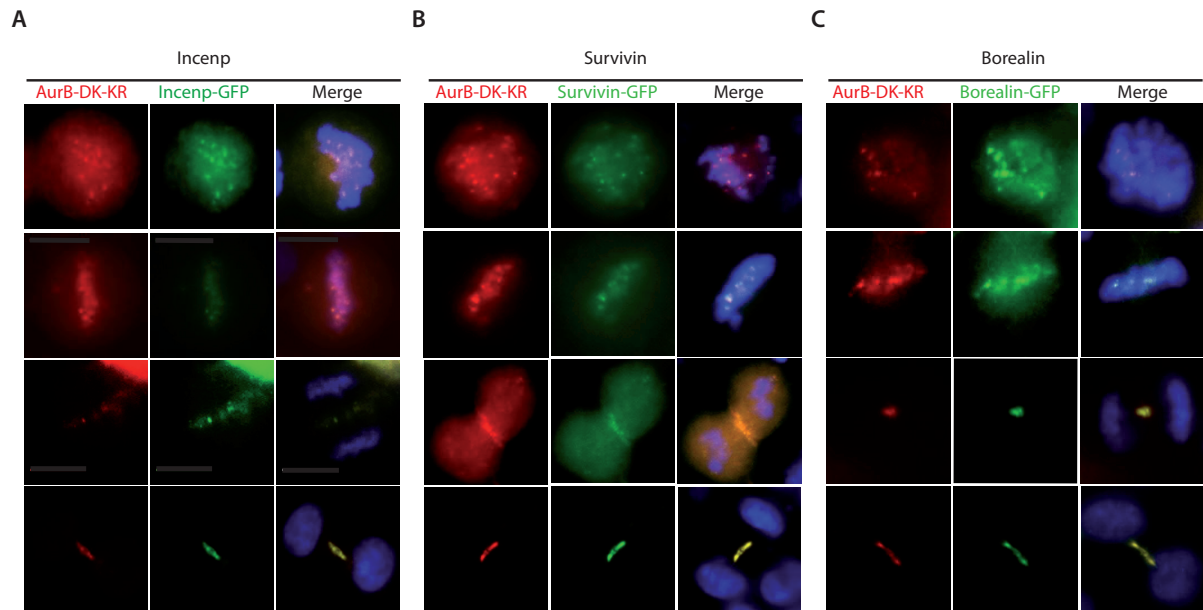 A
B
C
Incenp
Survivin
Borealin
AurB-DK-KR Incenp-GFP Merge
AurB-DK-KR Survivin-GFP Merge
AurB-DK-KR Borealin-GFP Merge